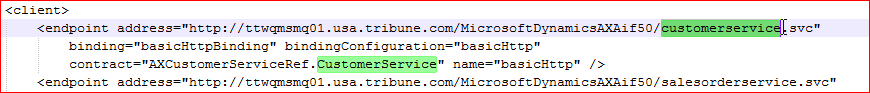 <client>
<endpoint address="http://ttwqmsmq01.usa.tribune.com/MicrosoftDynamicsAXAif50/customerservice.svc"
binding="basicHttpBinding" bindingConfiguration="basicHttp"
contract="AXCustomerServiceRef.CustomerService" name="basicHttp" />
<endpoint address="http://ttwqmsmq01.usa.tribune.com/MicrosoftDynamicsAXAif50/salesorderservice.svc"